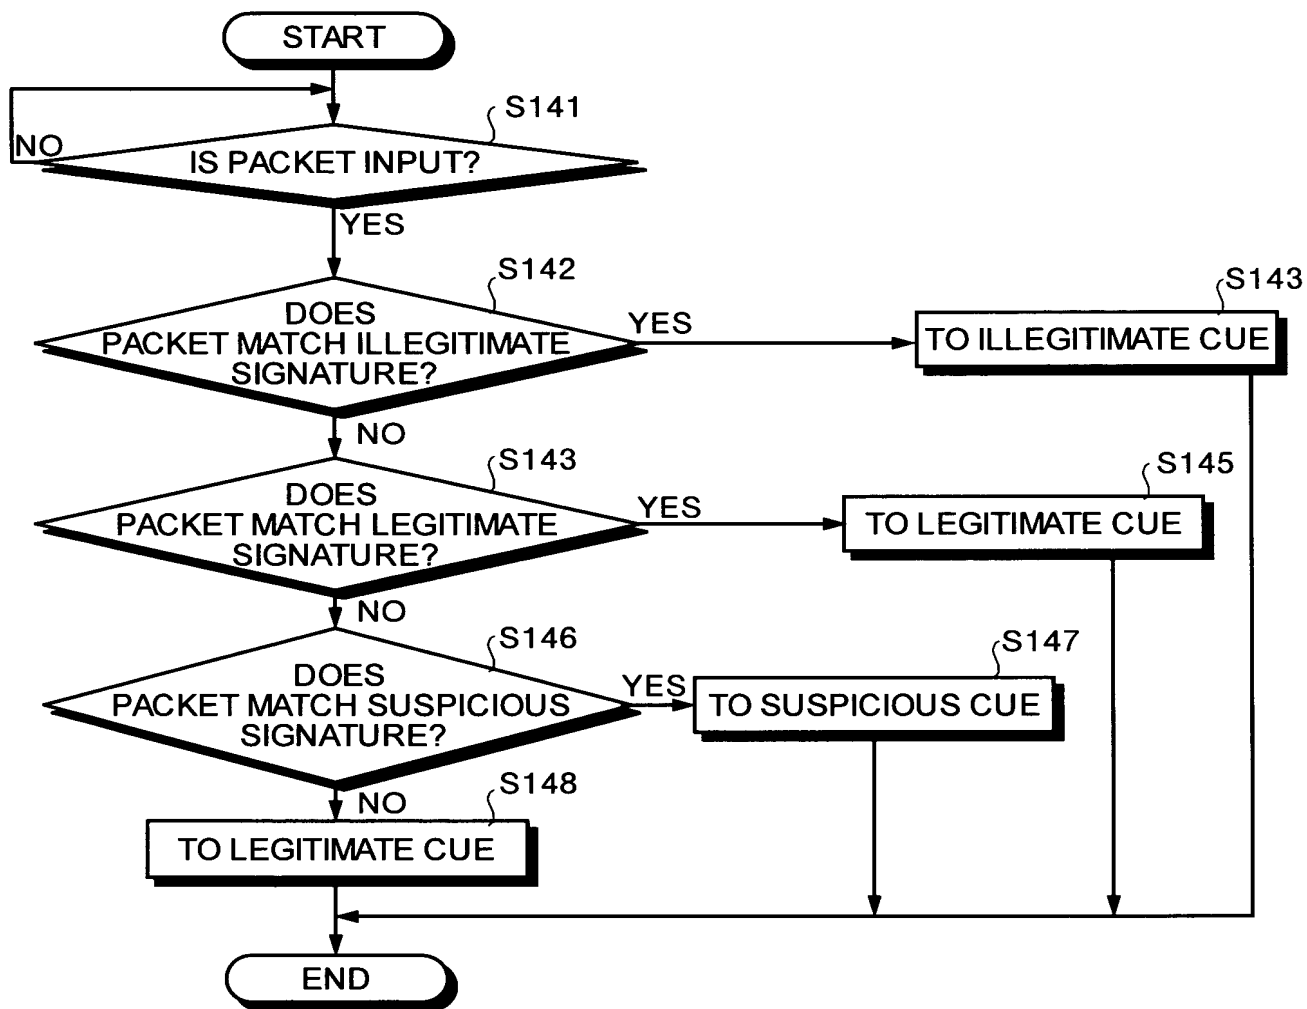 START
S141
NO
IS PACKET INPUT?
YES
S142
DOES
PACKET MATCH ILLEGITIMATE
SIGNATURE?
YES
S143
TO ILLEGITIMATE CUE
NO
S143
DOES
PACKET MATCH LEGITIMATE
SIGNATURE?
YES
S145
TO LEGITIMATE CUE
NO
S146
DOES
PACKET MATCH SUSPICIOUS
SIGNATURE?
YES
S147
TO SUSPICIOUS CUE
NO
S148
TO LEGITIMATE CUE
END